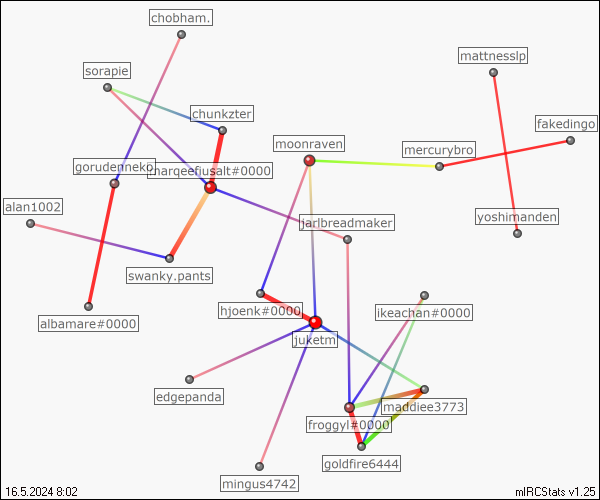 chobham.
mattnesslp
sorapie
chunkzter
fakedingo
moonraven
mercurybro
gorudenneko
marqeefiusalt#0000
alan1002
jarlbreadmaker
yoshimanden
swanky.pants
hjoenk#0000
ikeachan#0000
albamare#0000
juketm
edgepanda
maddiee3773
froggyl#0000
goldfire6444
mingus4742
16.5.2024 8:02
mIRCStats v1.25